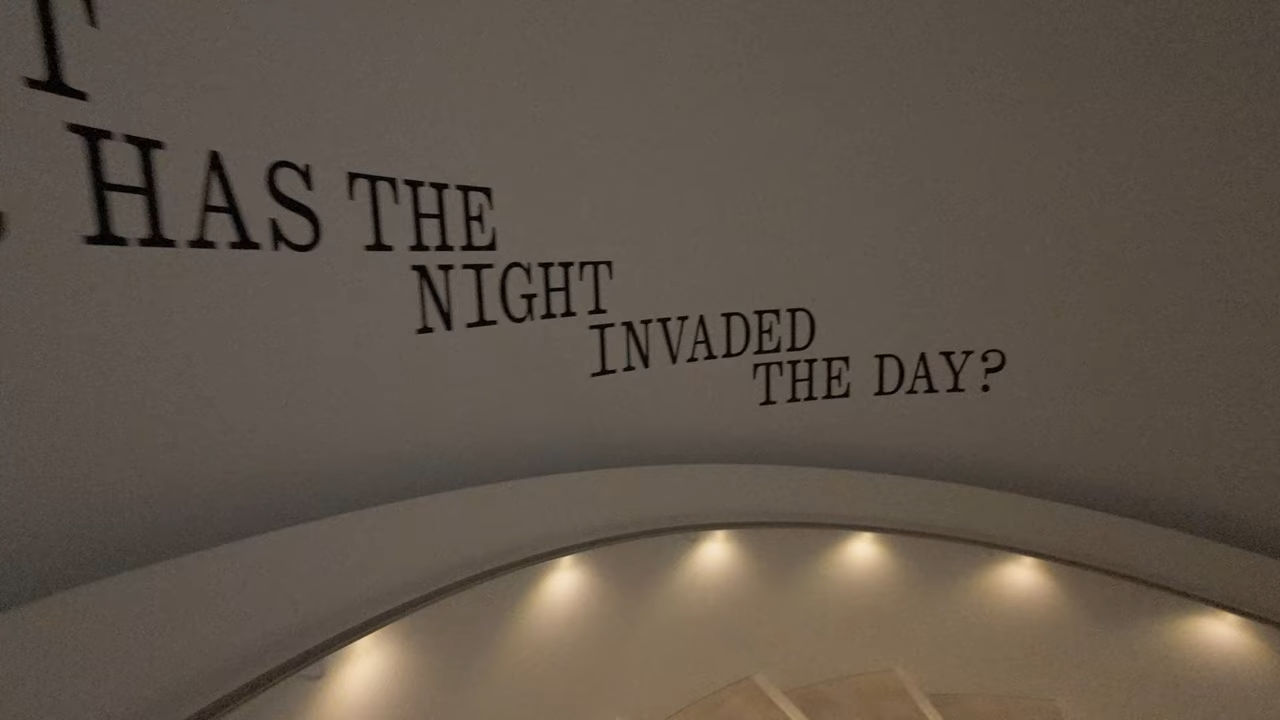 T
HAS THE
NIGHT
INVADED
THE DAY?